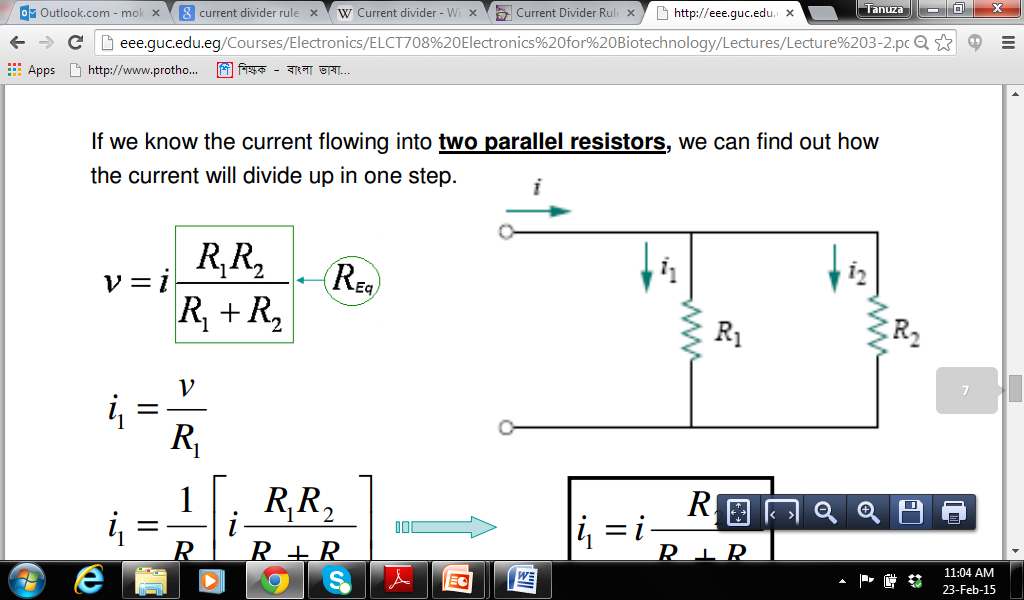 Outlook.com - mok
current divider rule
Current divider - Wi
Current Divider Rule
http://eee.guc.edu.
Tanuza
eee.guc.edu.eg/Courses/Electronics/ELCT708%20Electronics%20for%20Biotechnology/Lectures/Lecture%203-2.pd
Apps
http://www.protho...
শিক্ষক - বাংলা ভাষা...
If we know the current flowing into two parallel resistors, we can find out how
the current will divide up in one step.
v = i R₁R₂ / R₁ + R₂
R_Eq
i
i₁
i₂
R₁
R₂
7
i₁ = v / R₁
i₁ = 1 / R [ i R₁R₂ / R + R ]
i₁ = i R₂ / R + R
11:04 AM
23-Feb-15